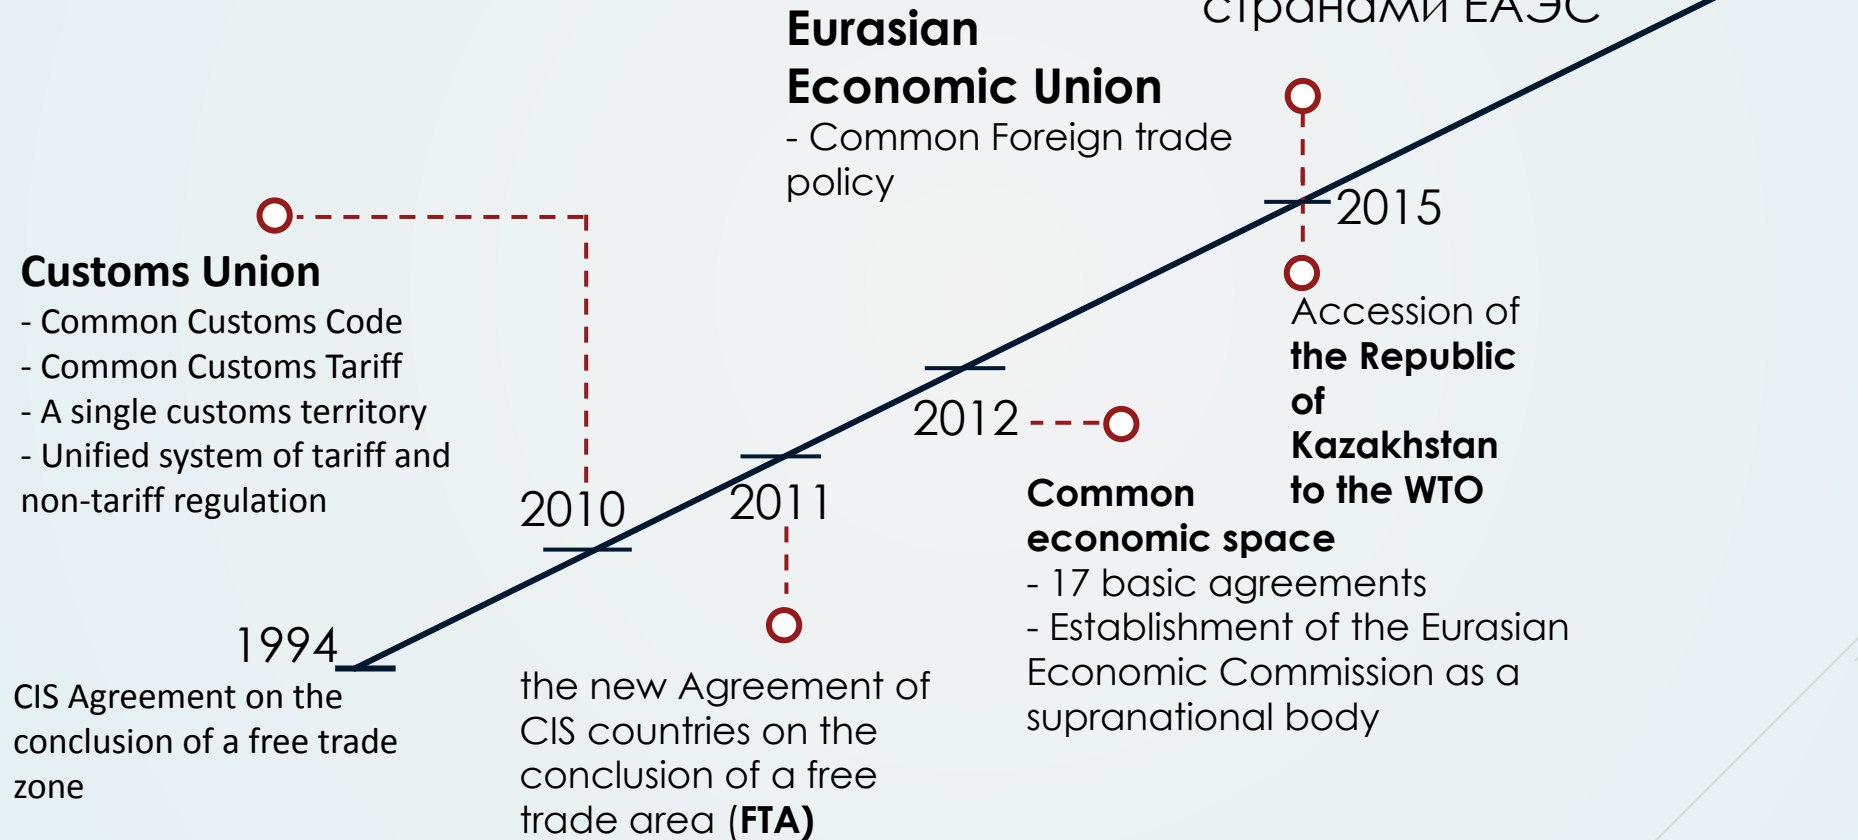 странами ЕАЭС
Eurasian
Economic Union
- Common Foreign trade
policy
2015
Customs Union
- Common Customs Code
- Common Customs Tariff
- A single customs territory
- Unified system of tariff and
non-tariff regulation
Accession of
the Republic
of
Kazakhstan
to the WTO
2012
Common
economic space
- 17 basic agreements
- Establishment of the Eurasian
Economic Commission as a
supranational body
2010
2011
the new Agreement of
CIS countries on the
conclusion of a free
trade area (FTA)
1994
CIS Agreement on the
conclusion of a free trade
zone